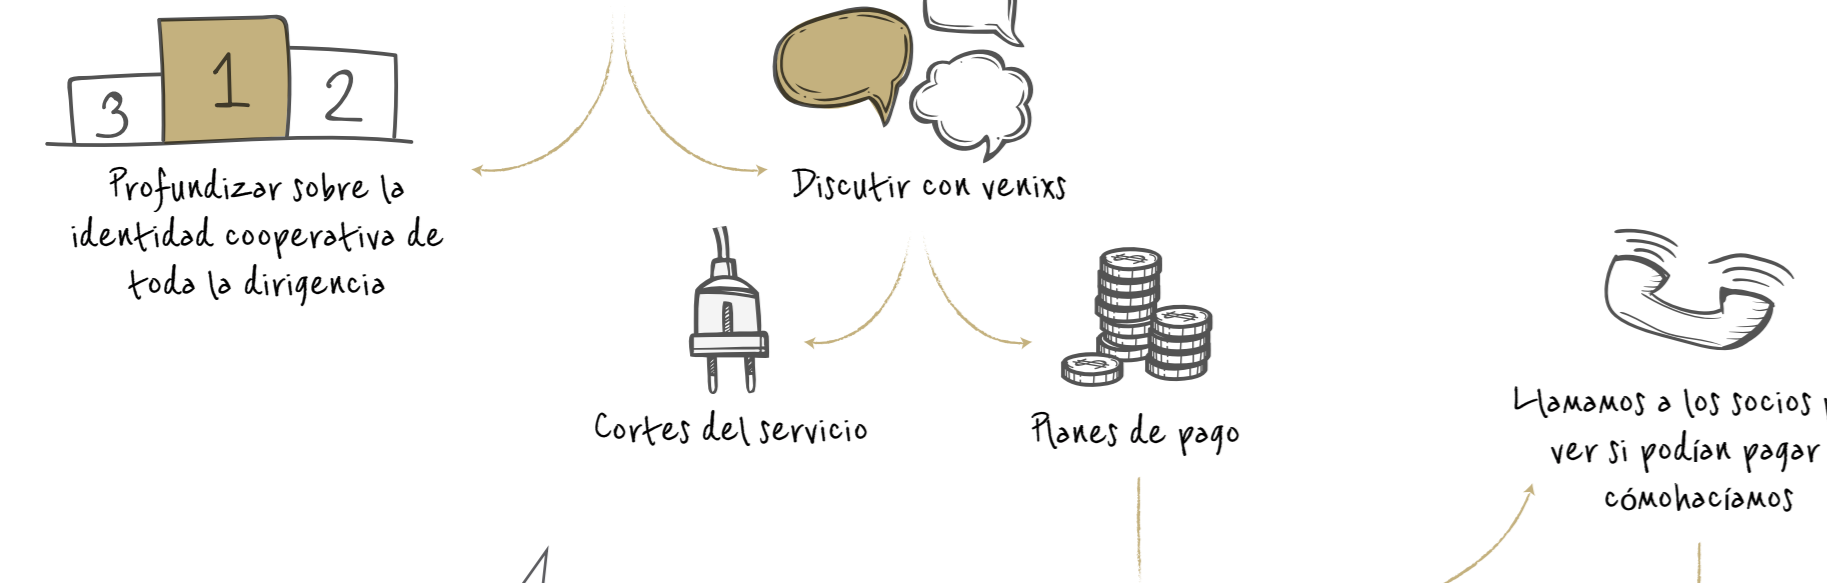 3
1
2
Profundizar sobre la
identidad cooperativa de
toda la dirigencia
Discutir con venixs
Cortes del servicio
Planes de pago
Llamamos a los socios
ver si podían pagar
cómohacíamos